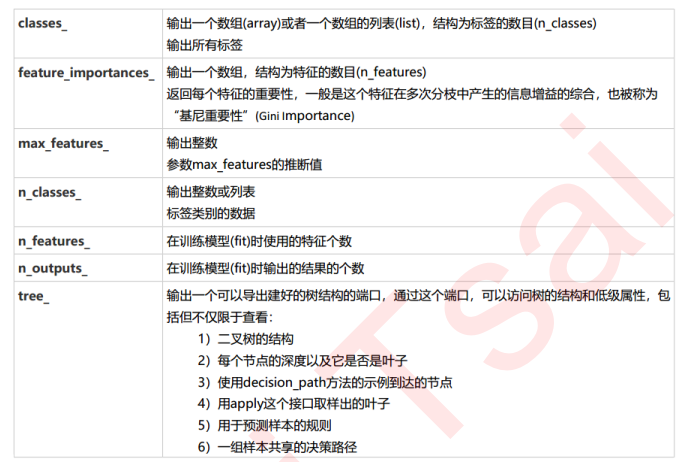 classes_ 输出一个数组(array)或者一个数组的列表(list)，结构为标签的数目(n_classes)
输出所有标签
feature_importances_ 输出一个数组，结构为特征的数目(n_features)
返回每个特征的重要性，一般是这个特征在多次分枝中产生的信息增益的综合，也被称为
“基尼重要性”(Gini Importance)
max_features_ 输出整数
参数max_features的推断值
n_classes_ 输出整数或列表
标签类别的数据
n_features_ 在训练模型(fit)时使用的特征个数
n_outputs_ 在训练模型(fit)时输出的结果的个数
tree_ 输出一个可以导出建好的树结构的端口，通过这个端口，可以访问树的结构和低级属性，包
括但不仅限于查看：
1）二叉树的结构
2）每个节点的深度以及它是否是叶子
3）使用decision_path方法的示例到达的节点
4）用apply这个接口取样出的叶子
5）用于预测样本的规则
6）一组样本共享的决策路径
Tsai